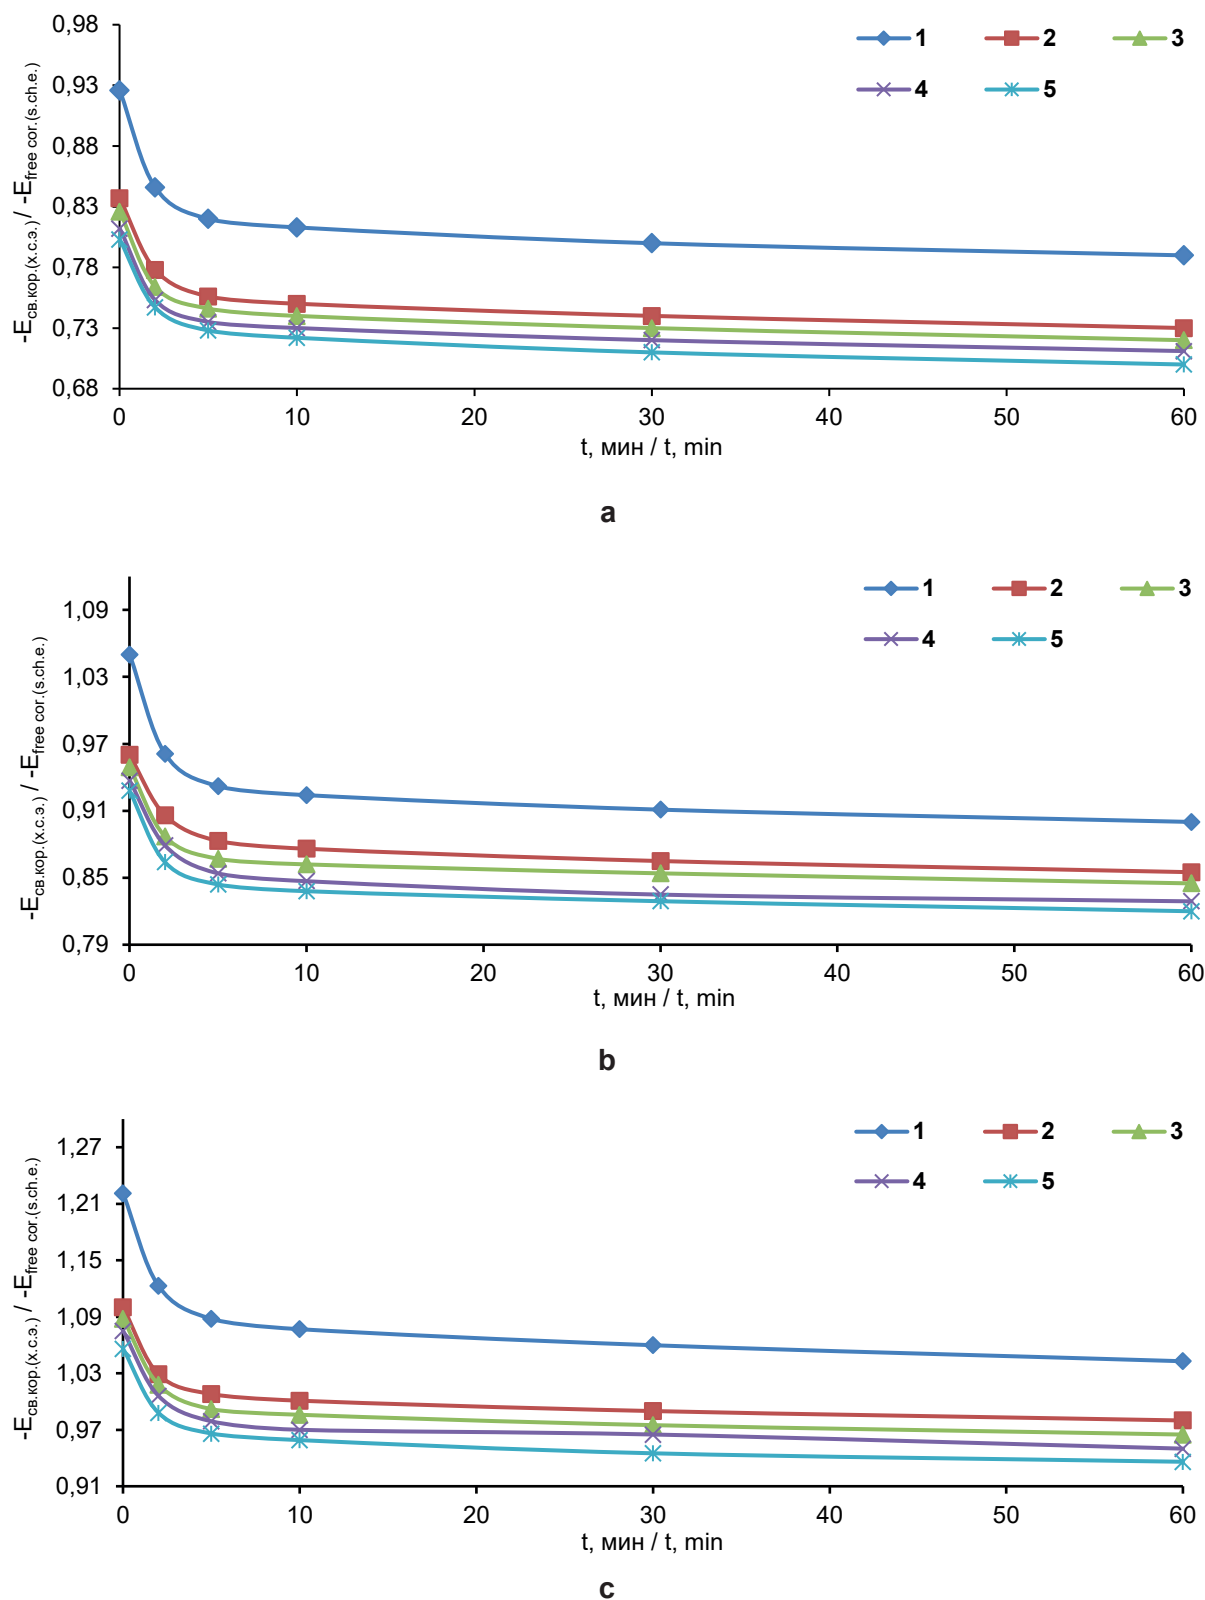 0,98
0,93
0,88
0,83
0,78
0,73
0,68
-Eсв.кор.(х.с.э.) / -Efree cor.(s.ch.e.)
1 2 3
4 5
0 10 20 30 40 50 60
t, мин / t, min
a
1,09
1,03
0,97
0,91
0,85
0,79
-Eсв.кор.(х.с.э.) / -Efree cor.(s.ch.e.)
1 2 3
4 5
0 10 20 30 40 50 60
t, мин / t, min
b
1,27
1,21
1,15
1,09
1,03
0,97
0,91
-Eсв.кор.(х.с.э.) / -Efree cor.(s.ch.e.)
1 2 3
4 5
0 10 20 30 40 50 60
t, мин / t, min
c